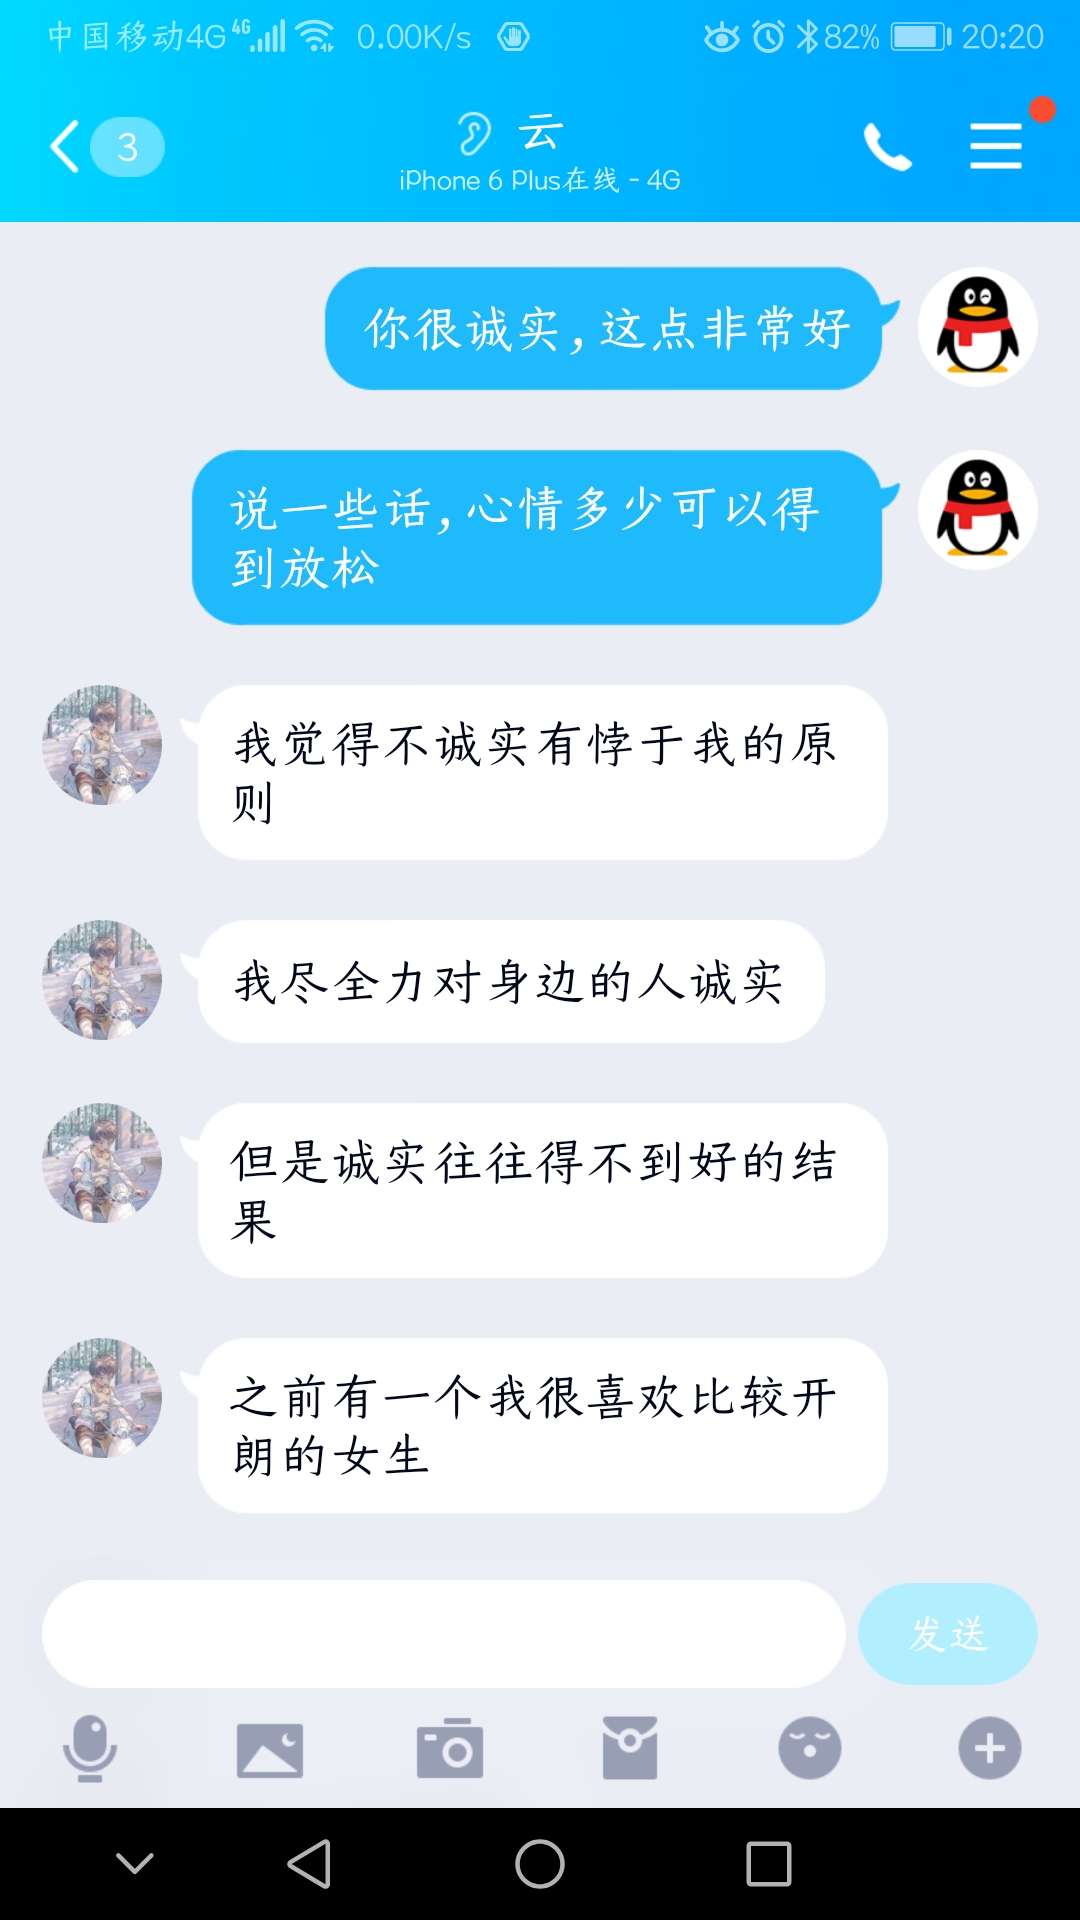 中国移动4G 4G 0.00K/s 82% 20:20
3
云
iPhone 6 Plus在线 - 4G
你很诚实,这点非常好
说一些话,心情多少可以得
到放松
我觉得不诚实有悖于我的原
则
我尽全力对身边的人诚实
但是诚实往往得不到好的结
果
之前有一个我很喜欢比较开
朗的女生
发送